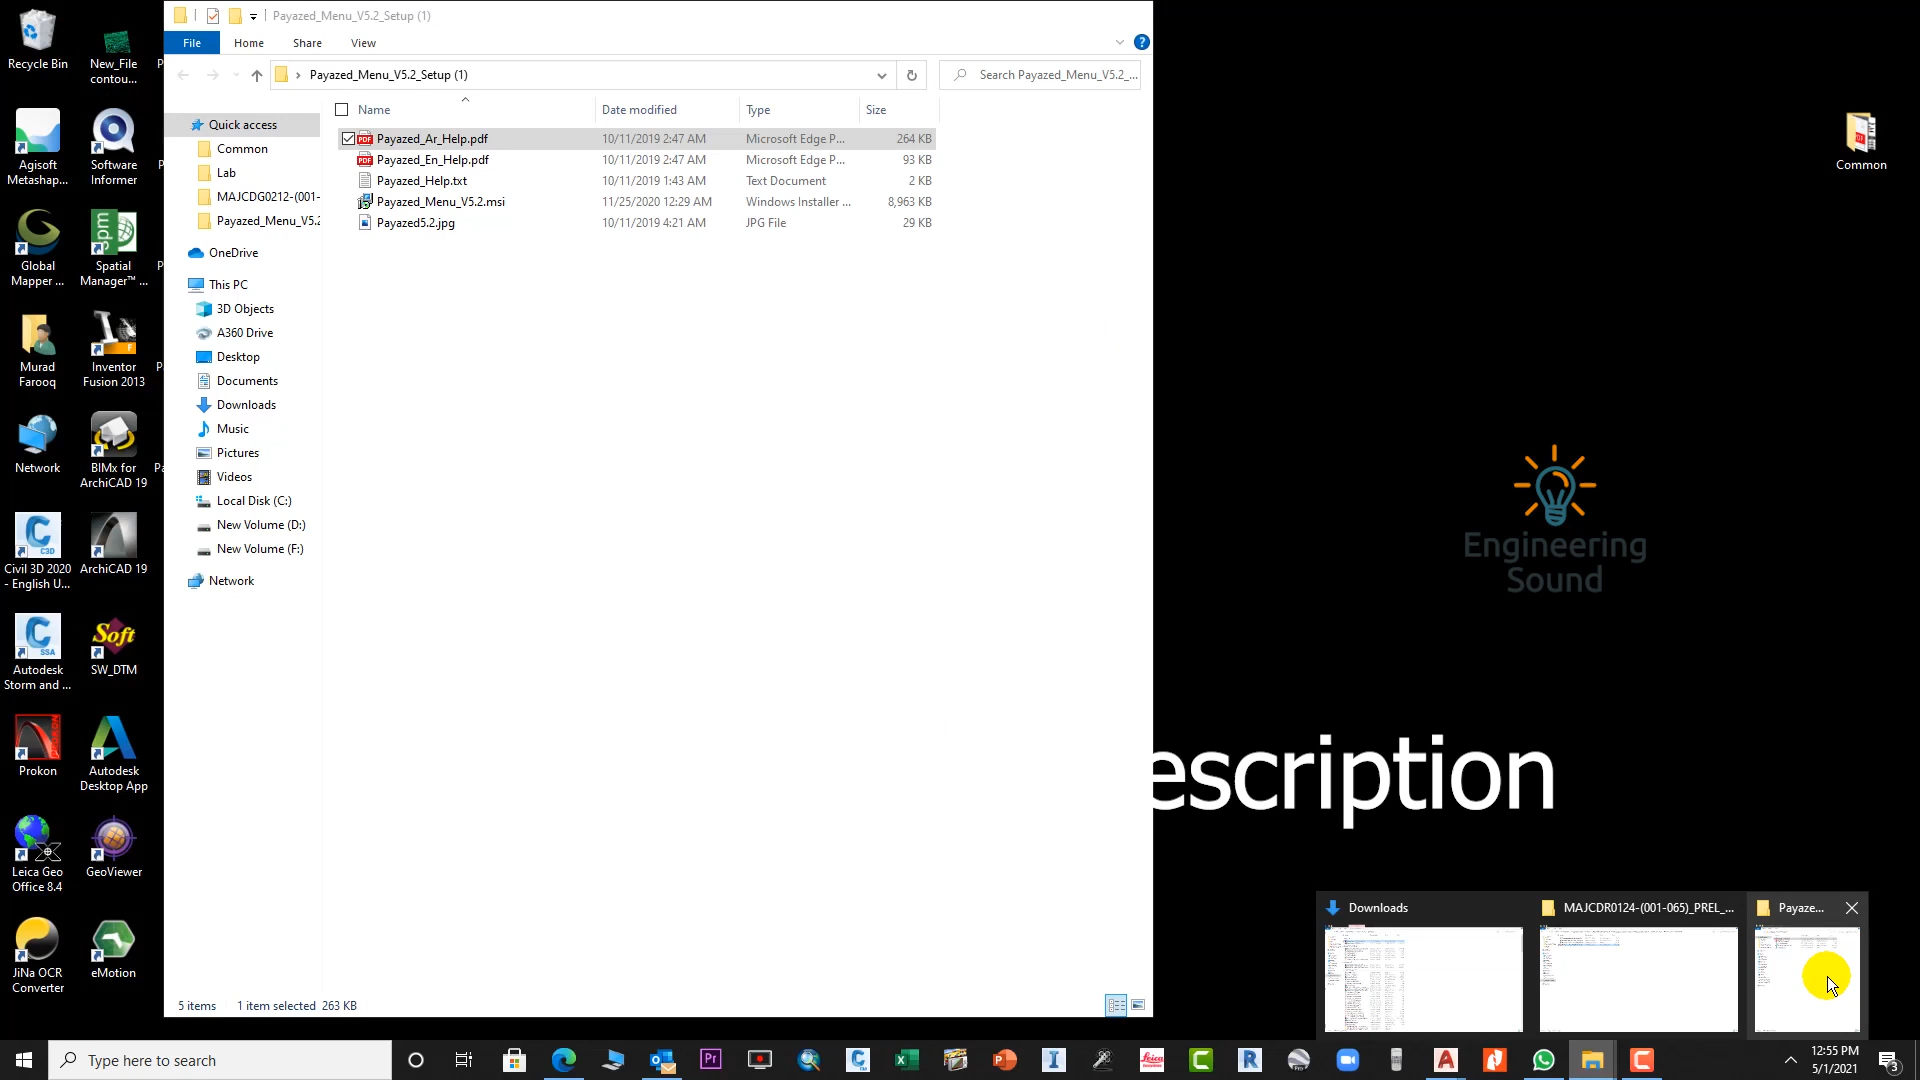 Payazed_Menu_V5.2_Setup (1)
File
Home
Share
View
Payazed_Menu_V5.2_Setup (1)
Search Payazed_Menu_V5.2_...
Name
Date modified
Type
Size
Payazed_Ar_Help.pdf
10/11/2019 2:47 AM
Microsoft Edge P...
264 KB
Payazed_En_Help.pdf
10/11/2019 2:47 AM
Microsoft Edge P...
93 KB
Payazed_Help.txt
10/11/2019 1:43 AM
Text Document
2 KB
Payazed_Menu_V5.2.msi
11/25/2020 12:29 AM
Windows Installer ...
8,963 KB
Payazed5.2.jpg
10/11/2019 4:21 AM
JPG File
29 KB
Quick access
Common
Lab
MAJCDG0212-(001-
Payazed_Menu_V5.2
OneDrive
This PC
3D Objects
A360 Drive
Desktop
Documents
Downloads
Music
Pictures
Videos
Local Disk (C:)
New Volume (D:)
New Volume (F:)
Network
5 items
1 item selected 263 KB
Recycle Bin
New_File
contou...
Agisoft
Metashap...
Software
Informer
Global
Mapper ...
Spatial
Manager™ ...
Murad
Farooq
Inventor
Fusion 2013
Network
BIMx for
ArchiCAD 19
Civil 3D 2020
- English U...
ArchiCAD 19
Autodesk
Storm and ...
SW_DTM
Prokon
Autodesk
Desktop App
Leica Geo
Office 8.4
GeoViewer
JiNa OCR
Converter
eMotion
Common
Engineering
Sound
escription
Downloads
MAJCDR0124-(001-065)_PREL_...
Payaze...
Type here to search
12:55 PM
5/1/2021
3